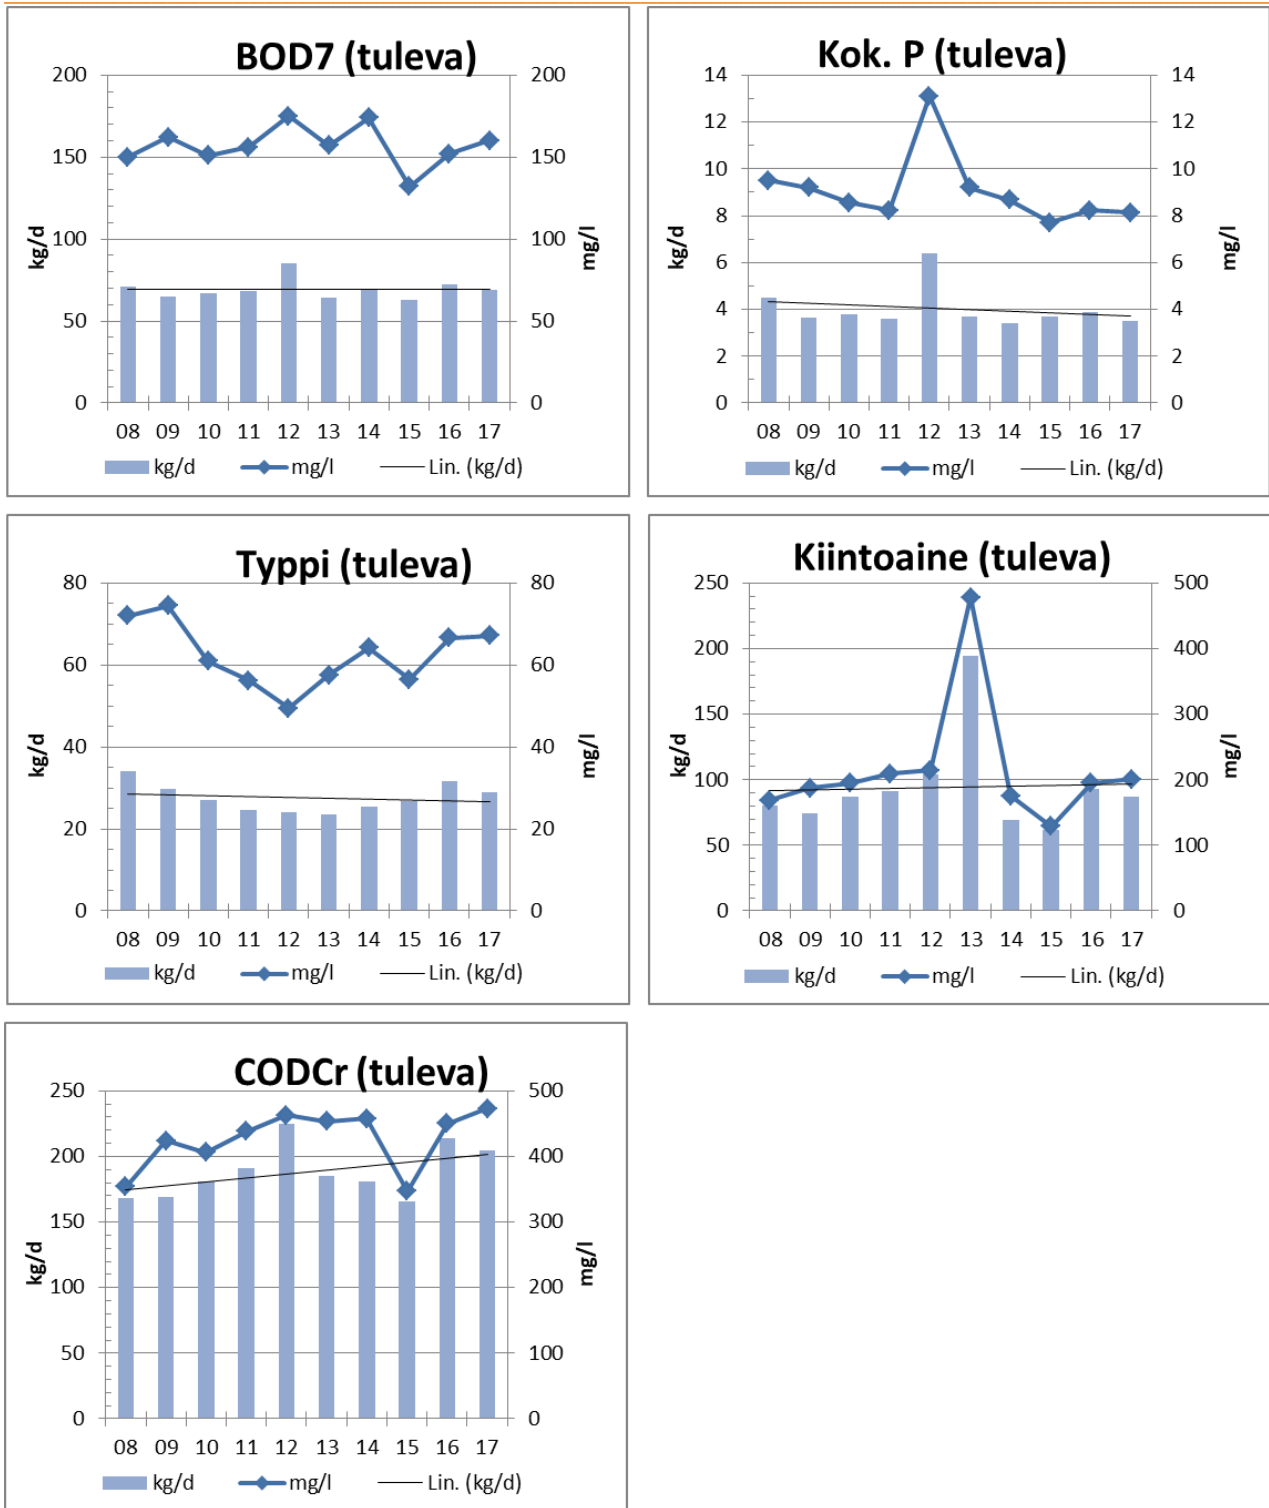 BOD7 (tuleva)
200
150
100
50
0
kg/d
200
150
100
50
0
mg/l
08 09 10 11 12 13 14 15 16 17
kg/d mg/l Lin. (kg/d)
Kok. P (tuleva)
14
12
10
8
6
4
2
0
kg/d
14
12
10
8
6
4
2
0
mg/l
08 09 10 11 12 13 14 15 16 17
kg/d mg/l Lin. (kg/d)
Typpi (tuleva)
80
60
40
20
0
kg/d
80
60
40
20
0
mg/l
08 09 10 11 12 13 14 15 16 17
kg/d mg/l Lin. (kg/d)
Kiintoaine (tuleva)
250
200
150
100
50
0
kg/d
500
400
300
200
100
0
mg/l
08 09 10 11 12 13 14 15 16 17
kg/d mg/l Lin. (kg/d)
CODCr (tuleva)
250
200
150
100
50
0
kg/d
500
400
300
200
100
0
mg/l
08 09 10 11 12 13 14 15 16 17
kg/d mg/l Lin. (kg/d)